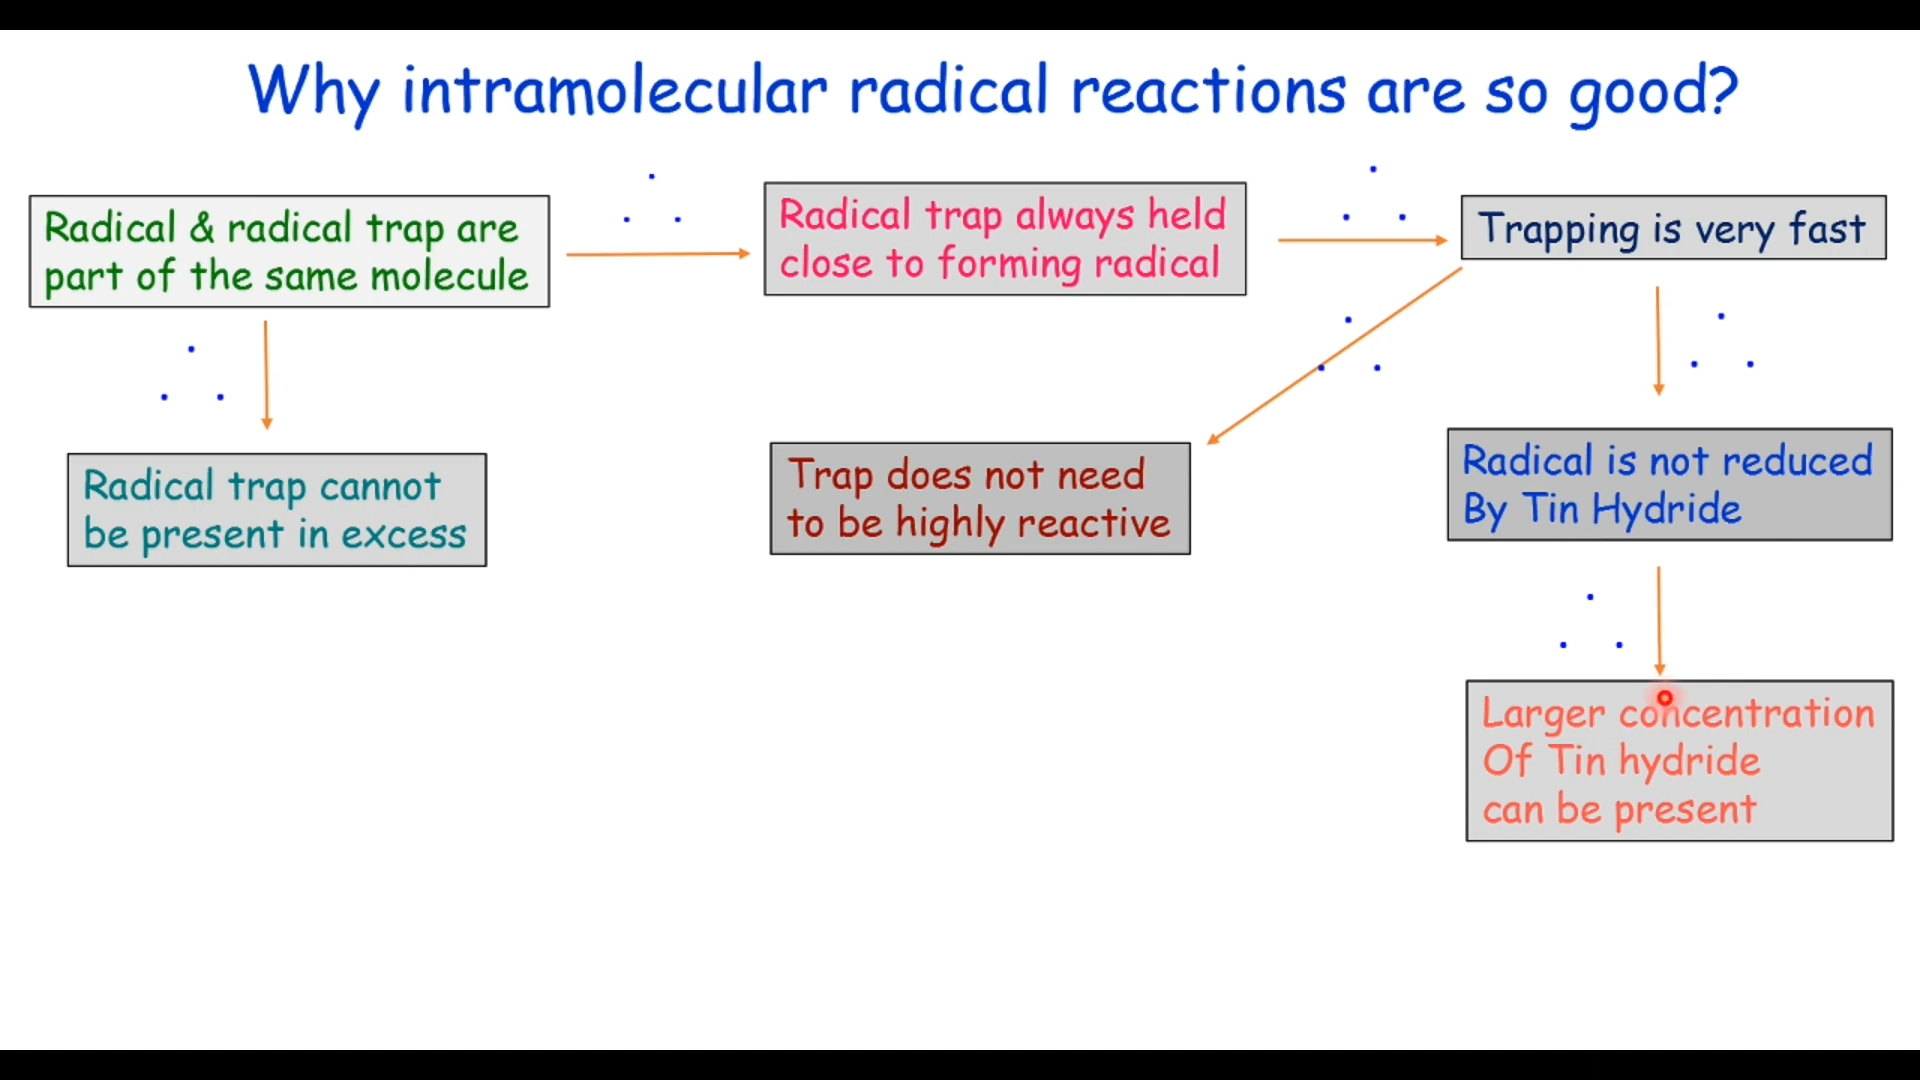 Why intramolecular radical reactions are so good?
Radical & radical trap are
part of the same molecule
Radical trap always held
close to forming radical
Trapping is very fast
Radical trap cannot
be present in excess
Trap does not need
to be highly reactive
Radical is not reduced
By Tin Hydride
Larger concentration
Of Tin hydride
can be present